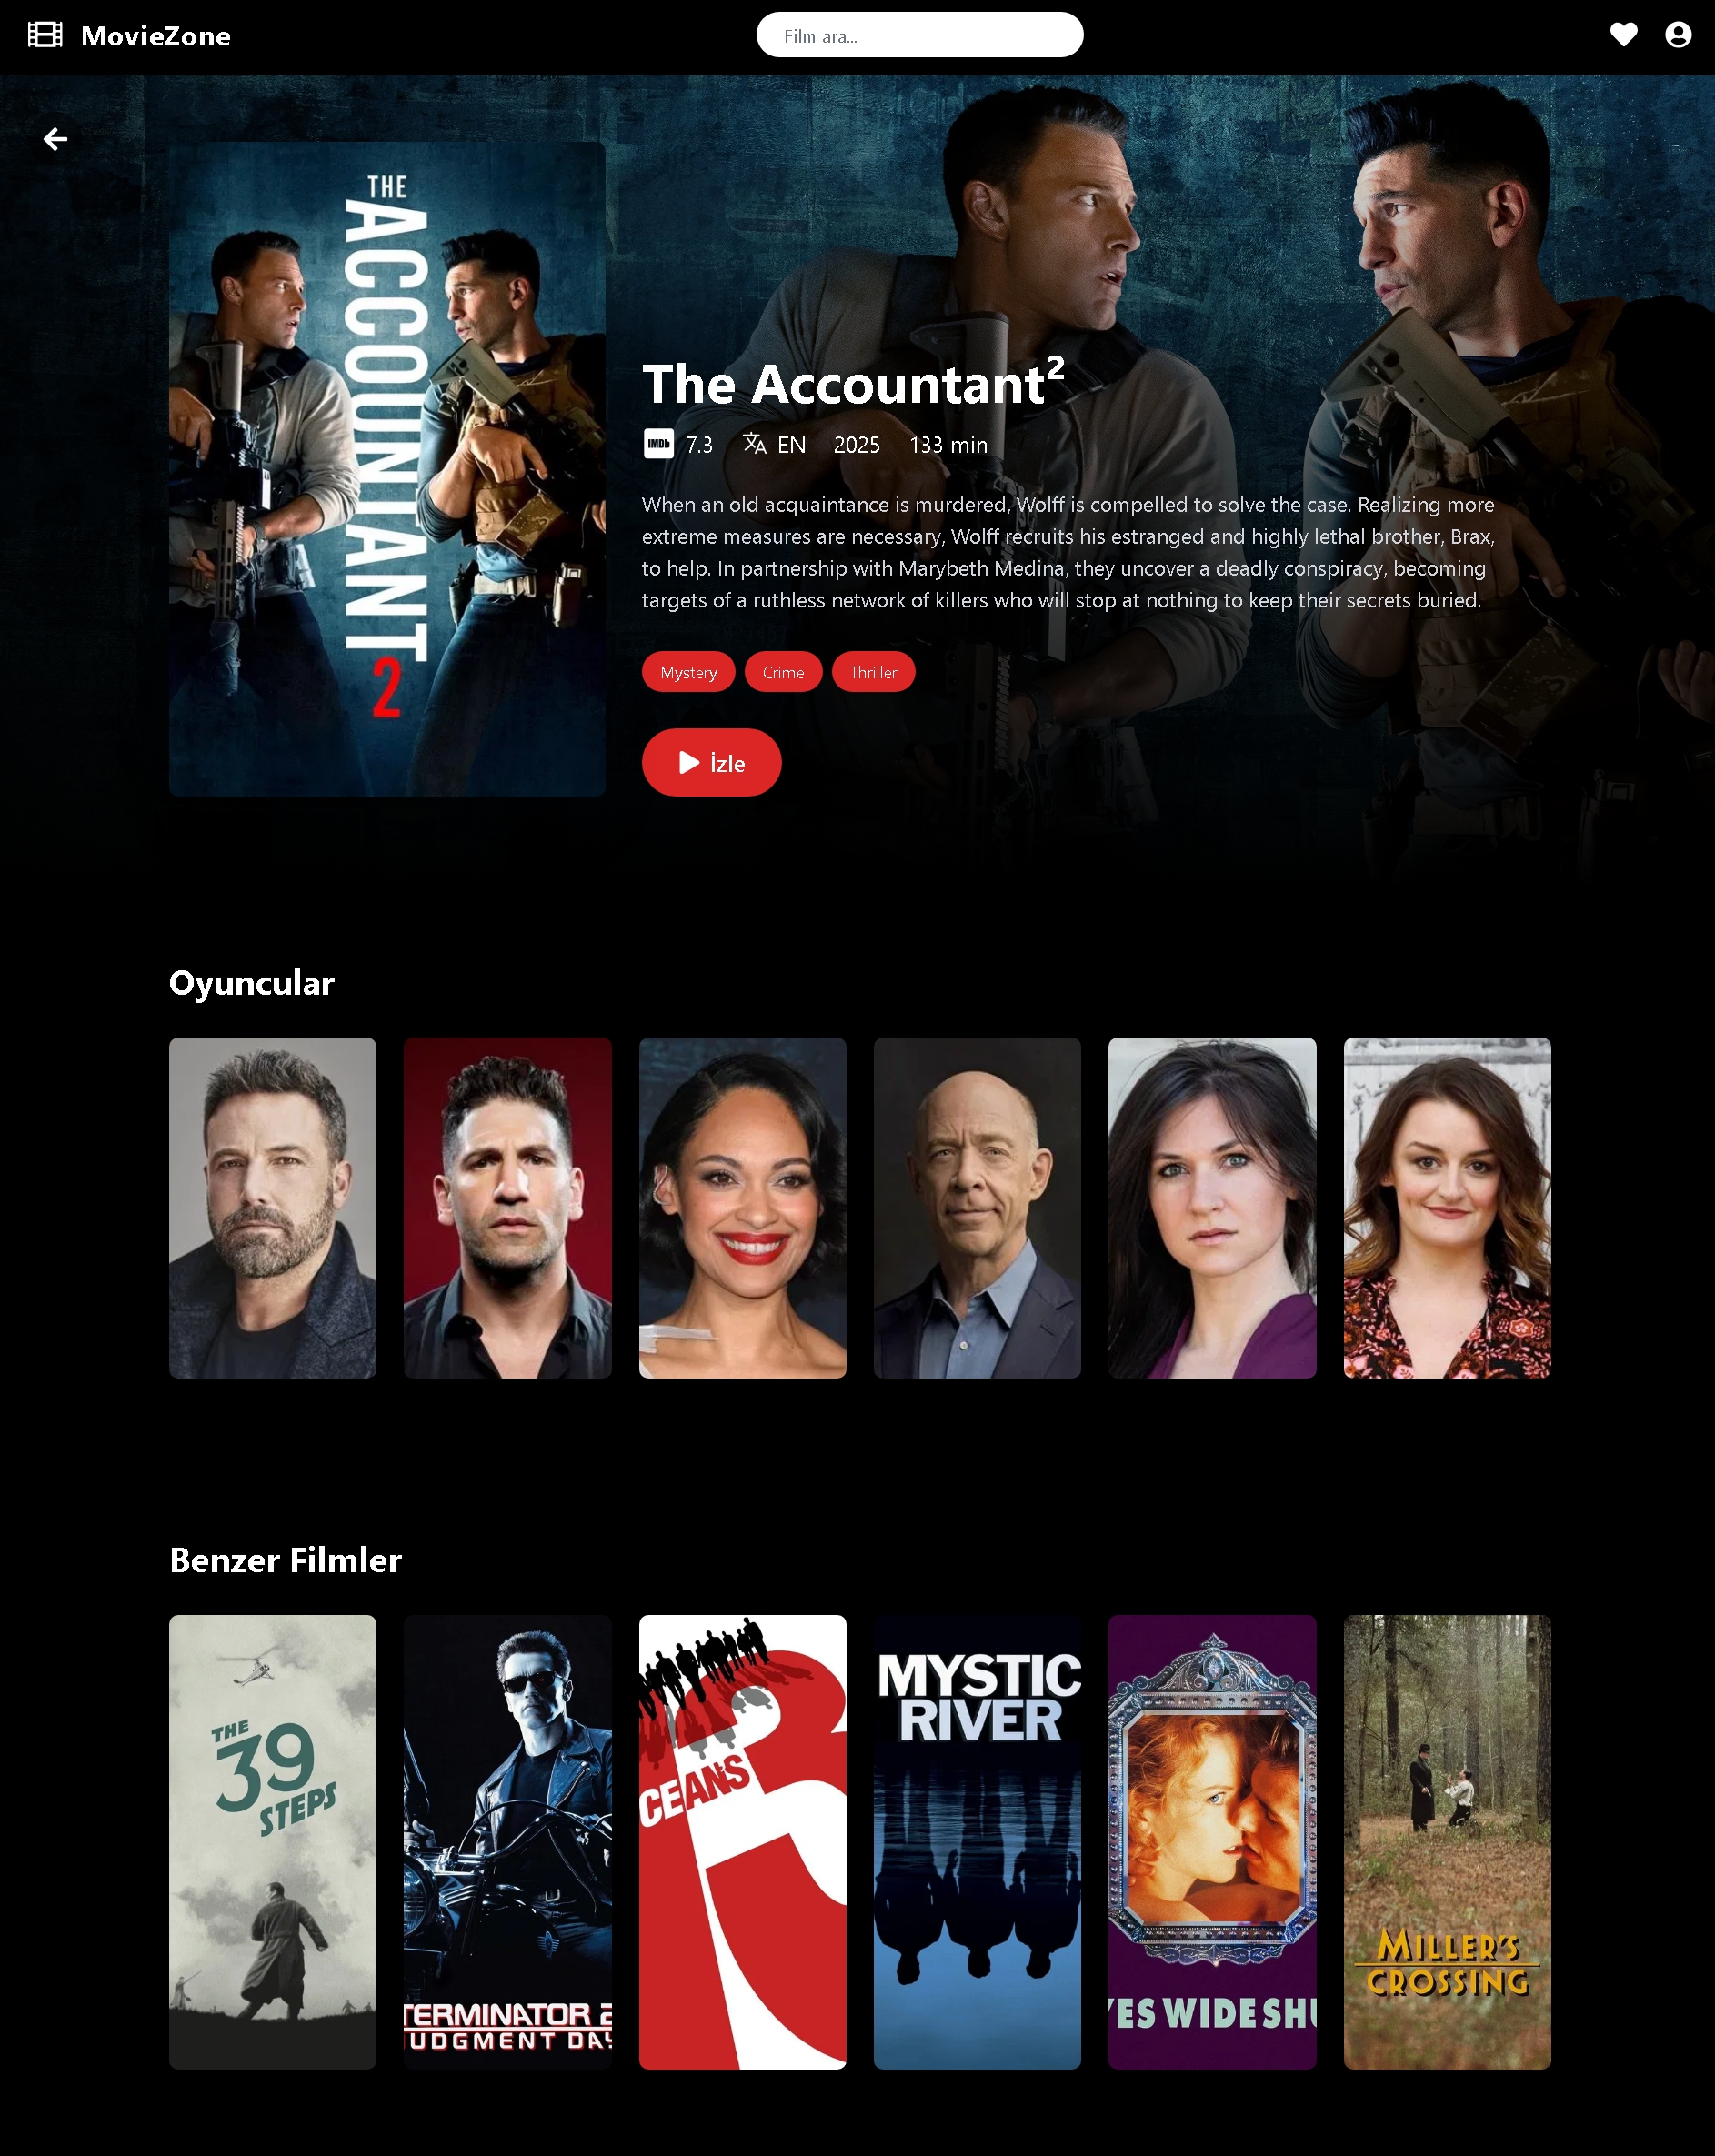 MovieZone
Film ara...
THE
ACCOUNTANT
2
The Accountant²
IMDb 7.3 EN 2025 133 min
When an old acquaintance is murdered, Wolff is compelled to solve the case. Realizing more
extreme measures are necessary, Wolff recruits his estranged and highly lethal brother, Brax,
to help. In partnership with Marybeth Medina, they uncover a deadly conspiracy, becoming
targets of a ruthless network of killers who will stop at nothing to keep their secrets buried.
Mystery Crime Thriller
İzle
Oyuncular
Benzer Filmler
THE
39
STEPS
TERMINATOR 2
JUDGMENT DAY
CEAN'S
MYSTIC
RIVER
YES WIDE SHU
MILLER'S
CROSSING